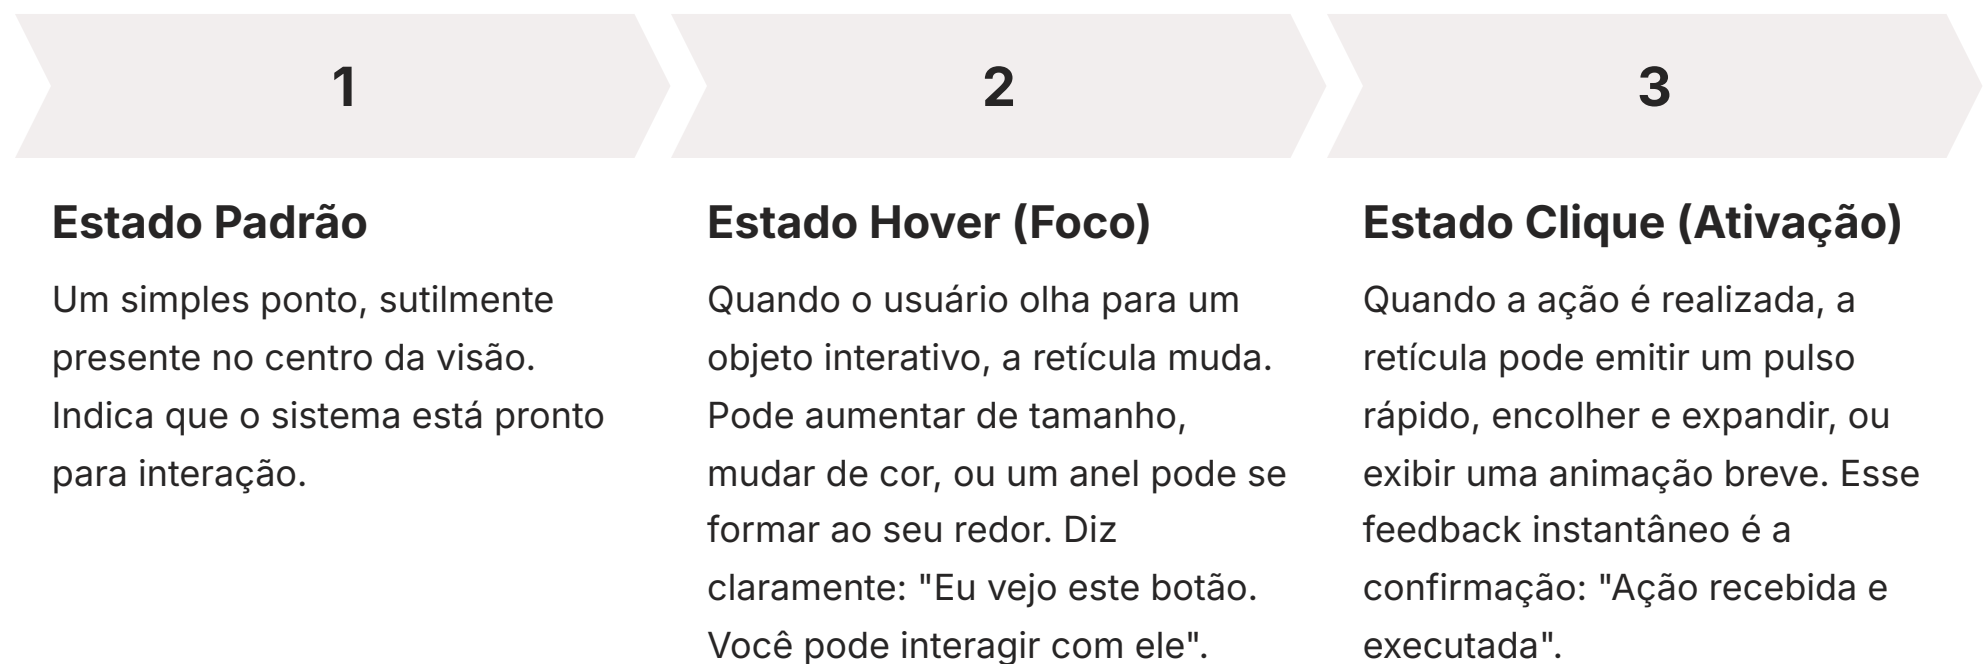 1
Estado Padrão
Um simples ponto, sutilmente
presente no centro da visão.
Indica que o sistema está pronto
para interação.
2
Estado Hover (Foco)
Quando o usuário olha para um
objeto interativo, a retícula muda.
Pode aumentar de tamanho,
mudar de cor, ou um anel pode se
formar ao seu redor. Diz
claramente: "Eu vejo este botão.
Você pode interagir com ele".
3
Estado Clique (Ativação)
Quando a ação é realizada, a
retícula pode emitir um pulso
rápido, encolher e expandir, ou
exibir uma animação breve. Esse
feedback instantâneo é a
confirmação: "Ação recebida e
executada".